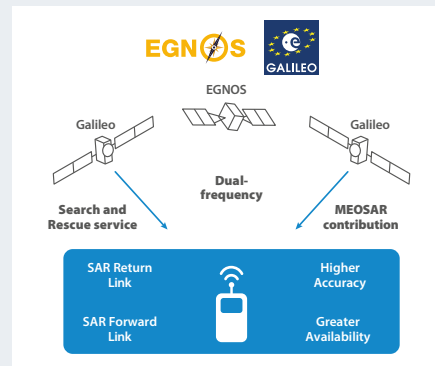 EGNOS
GALILEO
EGNOS
Galileo
Galileo
Dual-
frequency
Search and
Rescue service
MEOSAR
contribution
SAR Return
Link
Higher
Accuracy
SAR Forward
Link
Greater
Availability